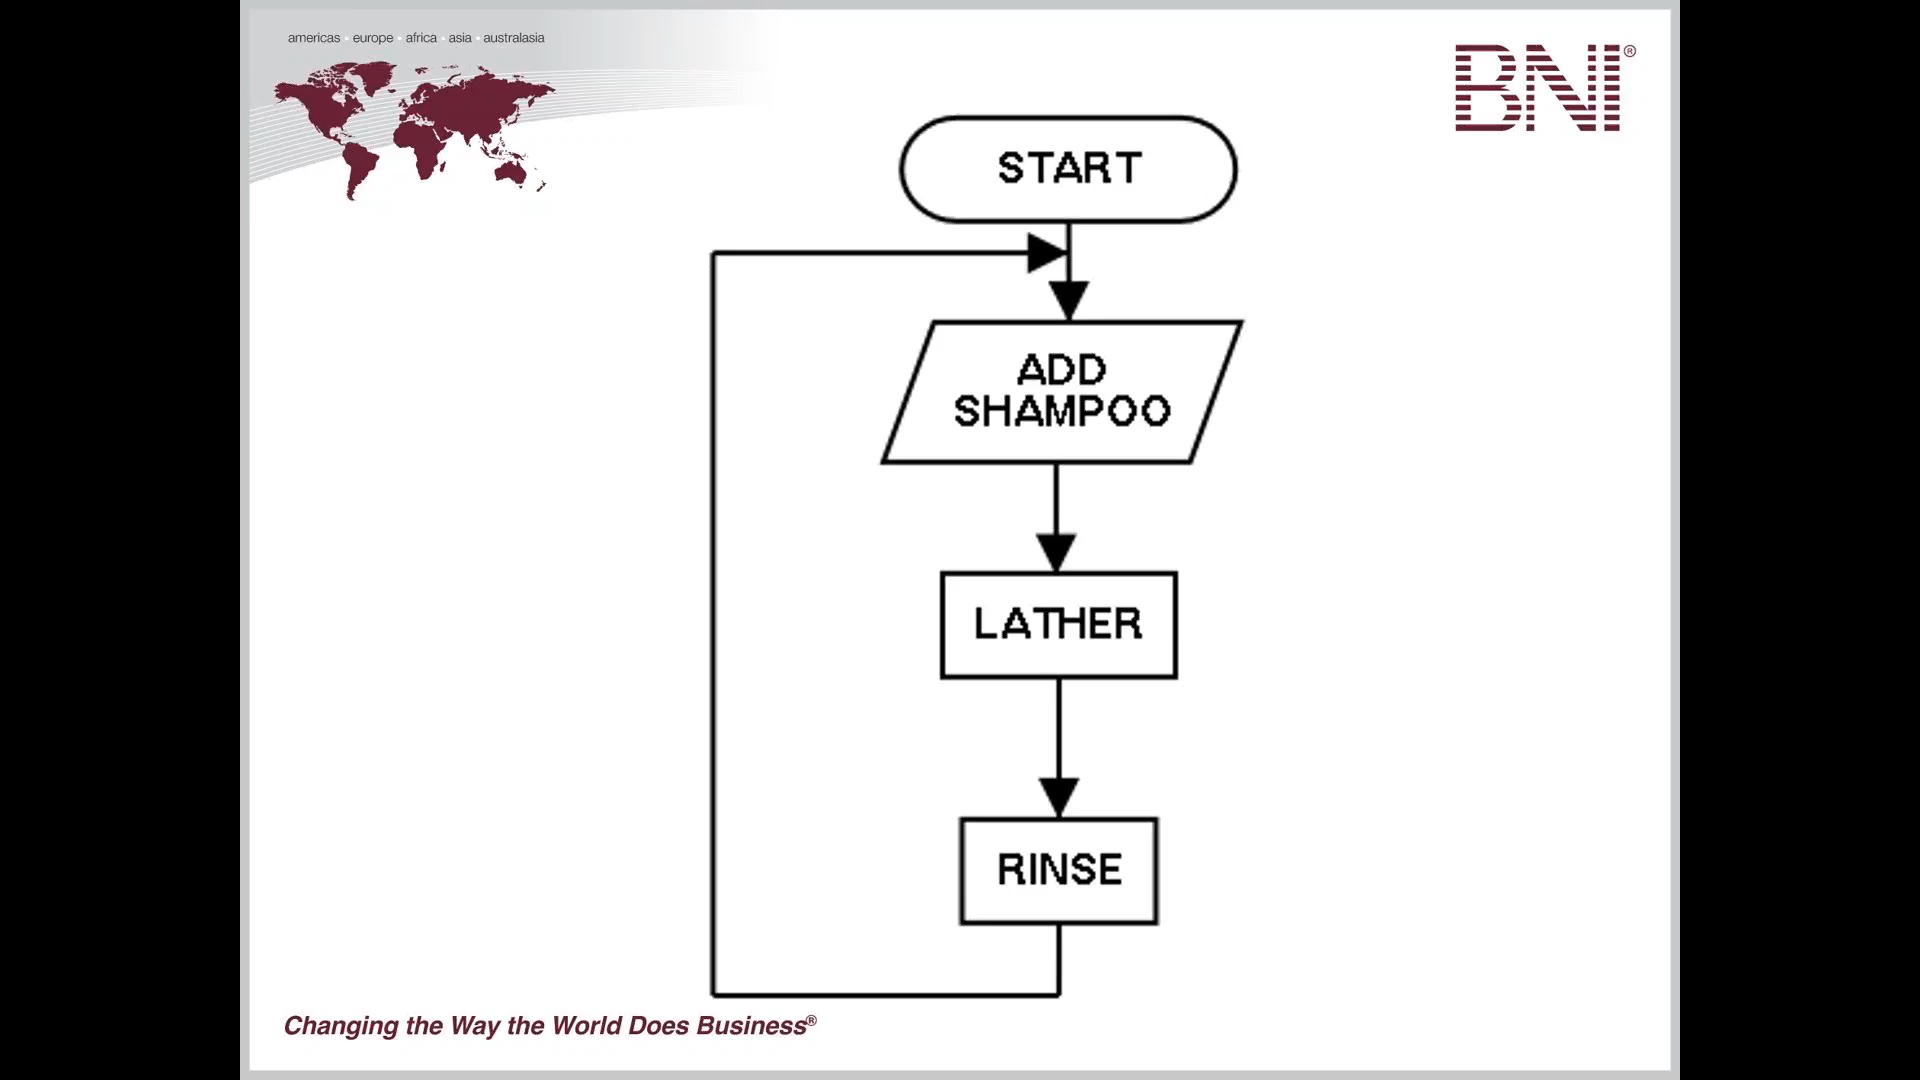 americas · europe · africa · asia · australasia
BNI®
START
ADD
SHAMPOO
LATHER
RINSE
Changing the Way the World Does Business®